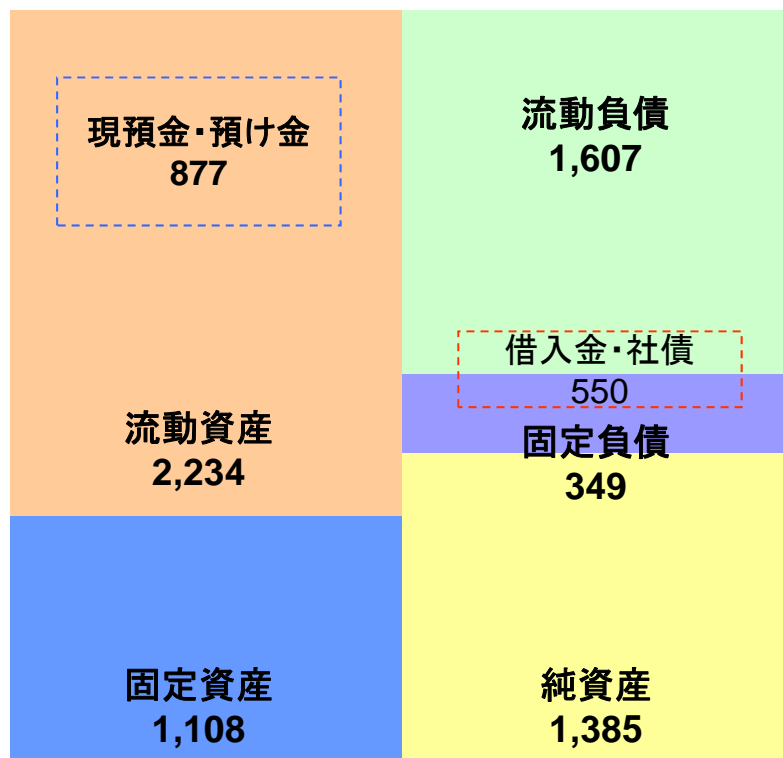 現預金・預け金
877
流動資産
2,234
固定資産
1,108
流動負債
1,607
借入金・社債
550
固定負債
349
純資産
1,385